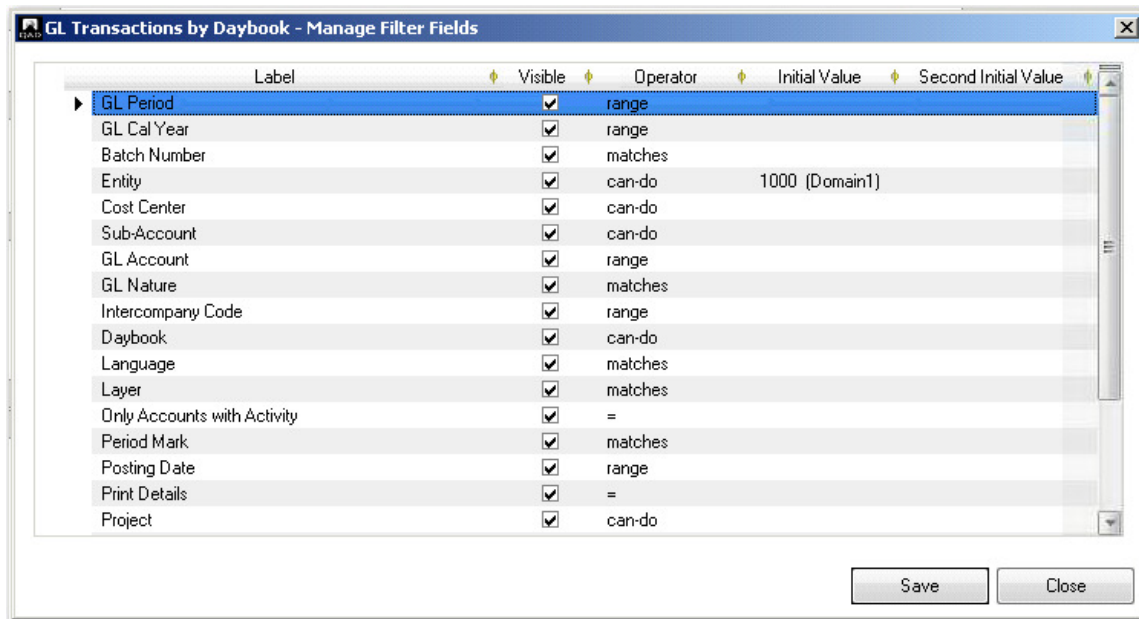 QAD GL Transactions by Daybook - Manage Filter Fields
Label Visible Operator Initial Value Second Initial Value
GL Period range
GL Cal Year range
Batch Number matches
Entity can-do 1000 (Domain1)
Cost Center can-do
Sub-Account can-do
GL Account range
GL Nature matches
Intercompany Code range
Daybook can-do
Language matches
Layer matches
Only Accounts with Activity =
Period Mark matches
Posting Date range
Print Details =
Project can-do
Save Close